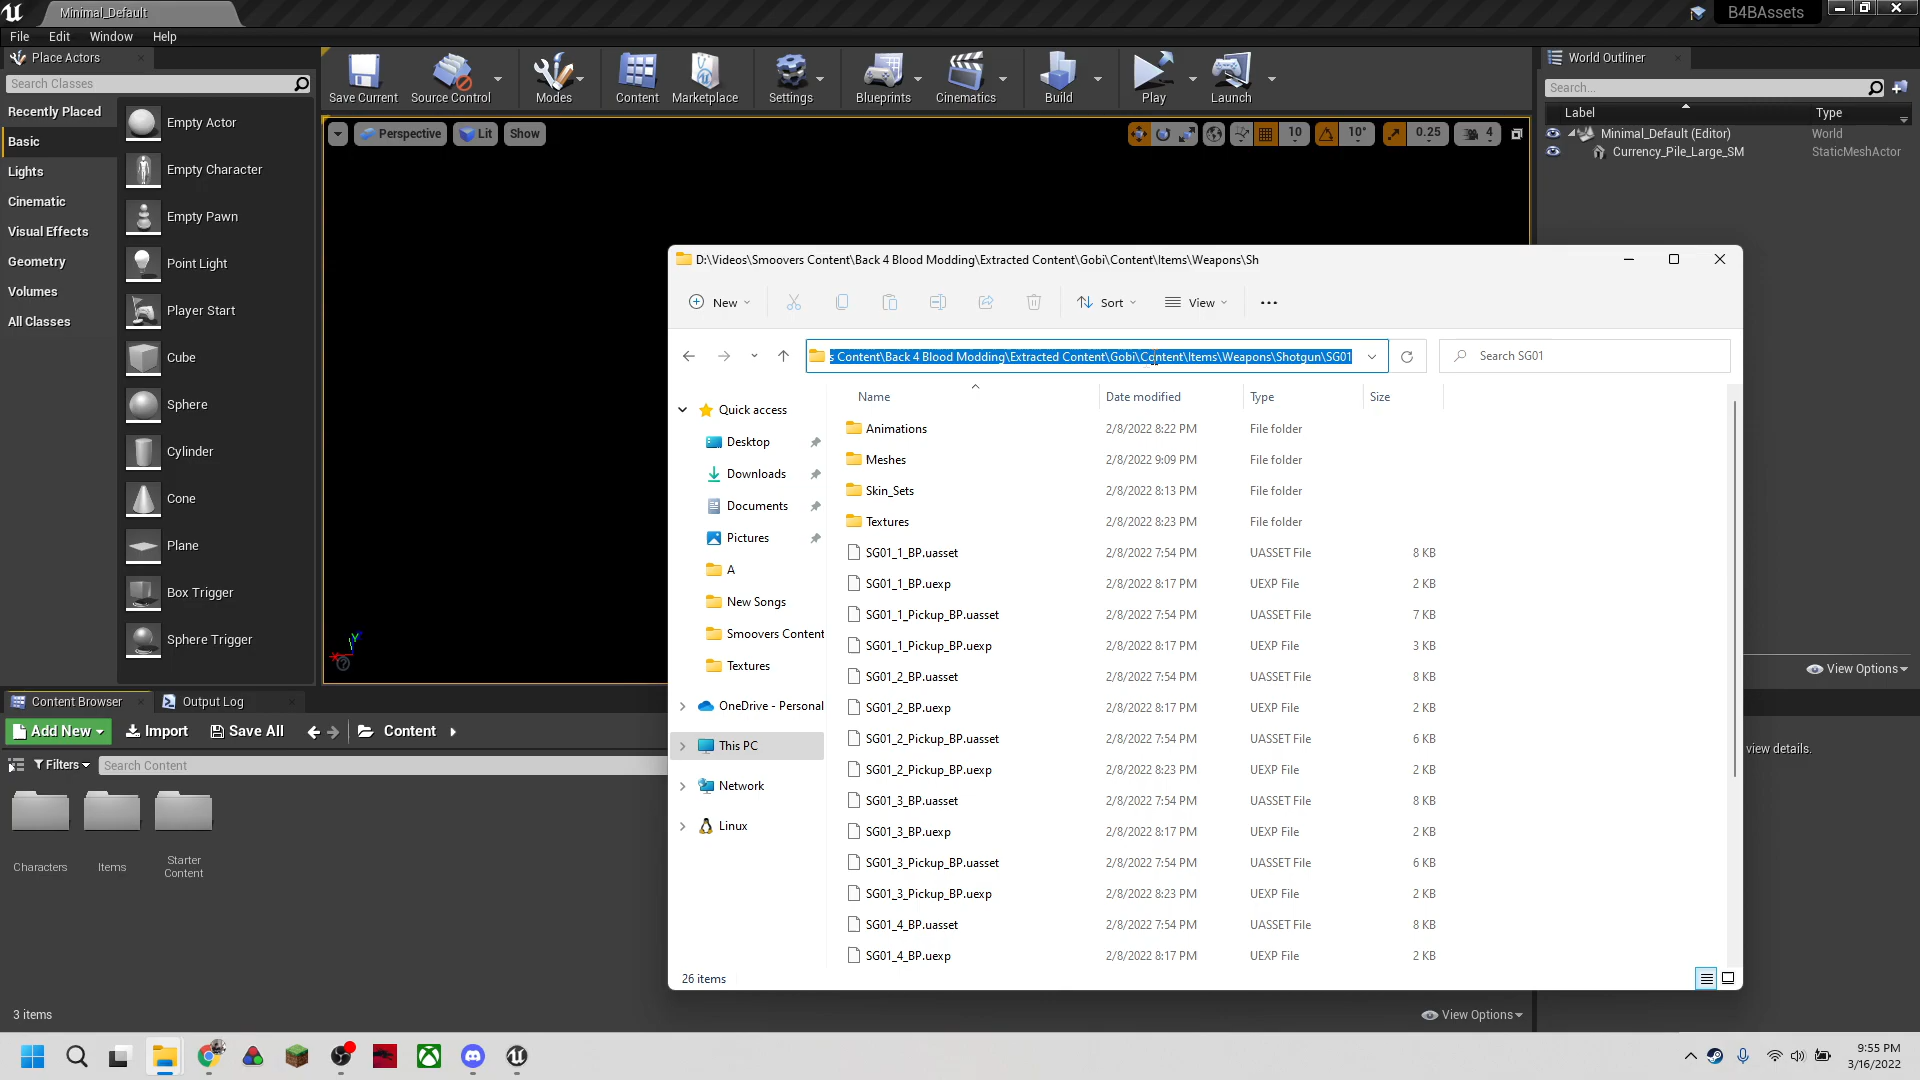 Minimal_Default
B4BAssets
File Edit Window Help
Place Actors
Search Classes
Recently Placed
Basic
Lights
Cinematic
Visual Effects
Geometry
Volumes
All Classes
Empty Actor
Empty Character
Empty Pawn
Point Light
Player Start
Cube
Sphere
Cylinder
Cone
Plane
Box Trigger
Sphere Trigger
Save Current
Source Control
Modes
Content
Marketplace
Settings
Blueprints
Cinematics
Build
Play
Launch
Perspective
Lit
Show
10
10°
0.25
4
World Outliner
Search...
Label
Type
Minimal_Default (Editor)
World
Currency_Pile_Large_SM
StaticMeshActor
View Options
view details.
D:\Videos\Smoovers Content\Back 4 Blood Modding\Extracted Content\Gobi\Content\Items\Weapons\Sh
New
Sort
View
s Content\Back 4 Blood Modding\Extracted Content\Gobi\Content\Items\Weapons\Shotgun\SG01
Search SG01
Quick access
Desktop
Downloads
Documents
Pictures
A
New Songs
Smoovers Content
Textures
OneDrive - Personal
This PC
Network
Linux
Name Date modified Type Size
Animations 2/8/2022 8:22 PM File folder
Meshes 2/8/2022 9:09 PM File folder
Skin_Sets 2/8/2022 8:13 PM File folder
Textures 2/8/2022 8:23 PM File folder
SG01_1_BP.uasset 2/8/2022 7:54 PM UASSET File 8 KB
SG01_1_BP.uexp 2/8/2022 8:17 PM UEXP File 2 KB
SG01_1_Pickup_BP.uasset 2/8/2022 7:54 PM UASSET File 7 KB
SG01_1_Pickup_BP.uexp 2/8/2022 8:17 PM UEXP File 3 KB
SG01_2_BP.uasset 2/8/2022 7:54 PM UASSET File 8 KB
SG01_2_BP.uexp 2/8/2022 8:17 PM UEXP File 2 KB
SG01_2_Pickup_BP.uasset 2/8/2022 7:54 PM UASSET File 6 KB
SG01_2_Pickup_BP.uexp 2/8/2022 8:23 PM UEXP File 2 KB
SG01_3_BP.uasset 2/8/2022 7:54 PM UASSET File 8 KB
SG01_3_BP.uexp 2/8/2022 8:17 PM UEXP File 2 KB
SG01_3_Pickup_BP.uasset 2/8/2022 7:54 PM UASSET File 6 KB
SG01_3_Pickup_BP.uexp 2/8/2022 8:23 PM UEXP File 2 KB
SG01_4_BP.uasset 2/8/2022 7:54 PM UASSET File 8 KB
SG01_4_BP.uexp 2/8/2022 8:17 PM UEXP File 2 KB
26 items
Content Browser
Output Log
Add New
Import
Save All
Content
Filters
Search Content
Characters
Items
Starter
Content
3 items
View Options
X
Y
9:55 PM
3/16/2022